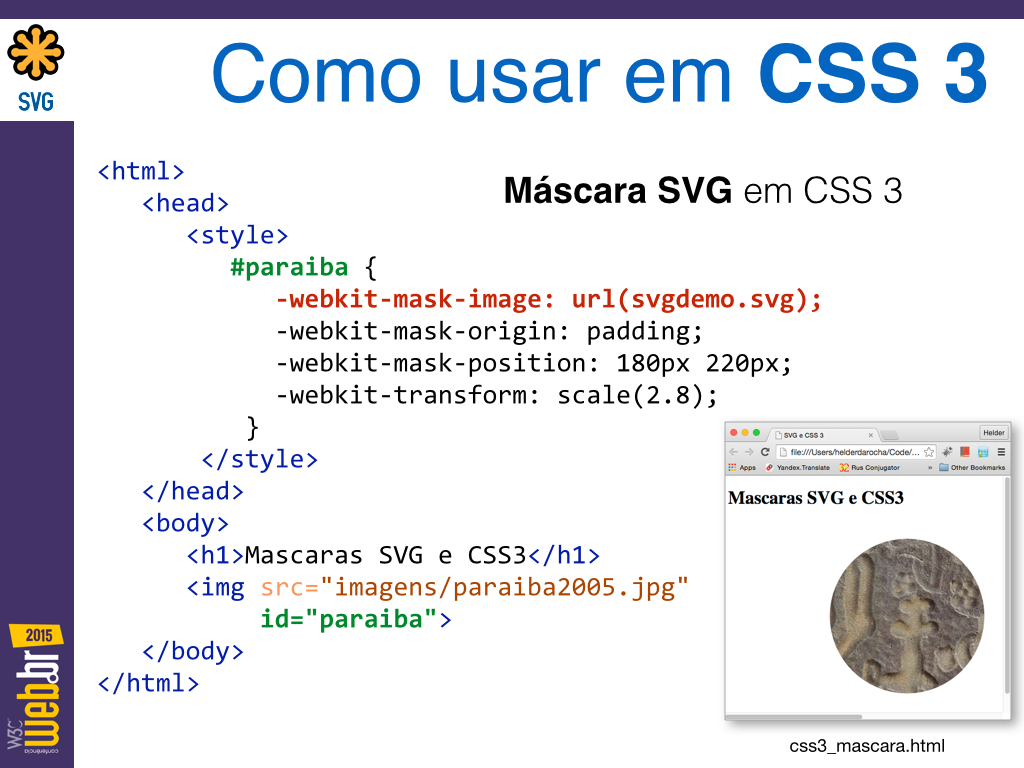 SVG
Como usar em CSS 3
Máscara SVG em CSS 3
<html>
<head>
<style>
#paraiba {
-webkit-mask-image: url(svgdemo.svg);
-webkit-mask-origin: padding;
-webkit-mask-position: 180px 220px;
-webkit-transform: scale(2.8);
}
</style>
</head>
<body>
<h1>Mascaras SVG e CSS3</h1>
<img src="imagens/paraiba2005.jpg"
id="paraiba">
</body>
</html>
SVG e CSS 3
Helder
file:///Users/helderdarocha/Code/...
Apps Yandex.Translate Rus Conjugator » Other Bookmarks
Mascaras SVG e CSS3
css3_mascara.html
2015
W3C
web.br
conferência